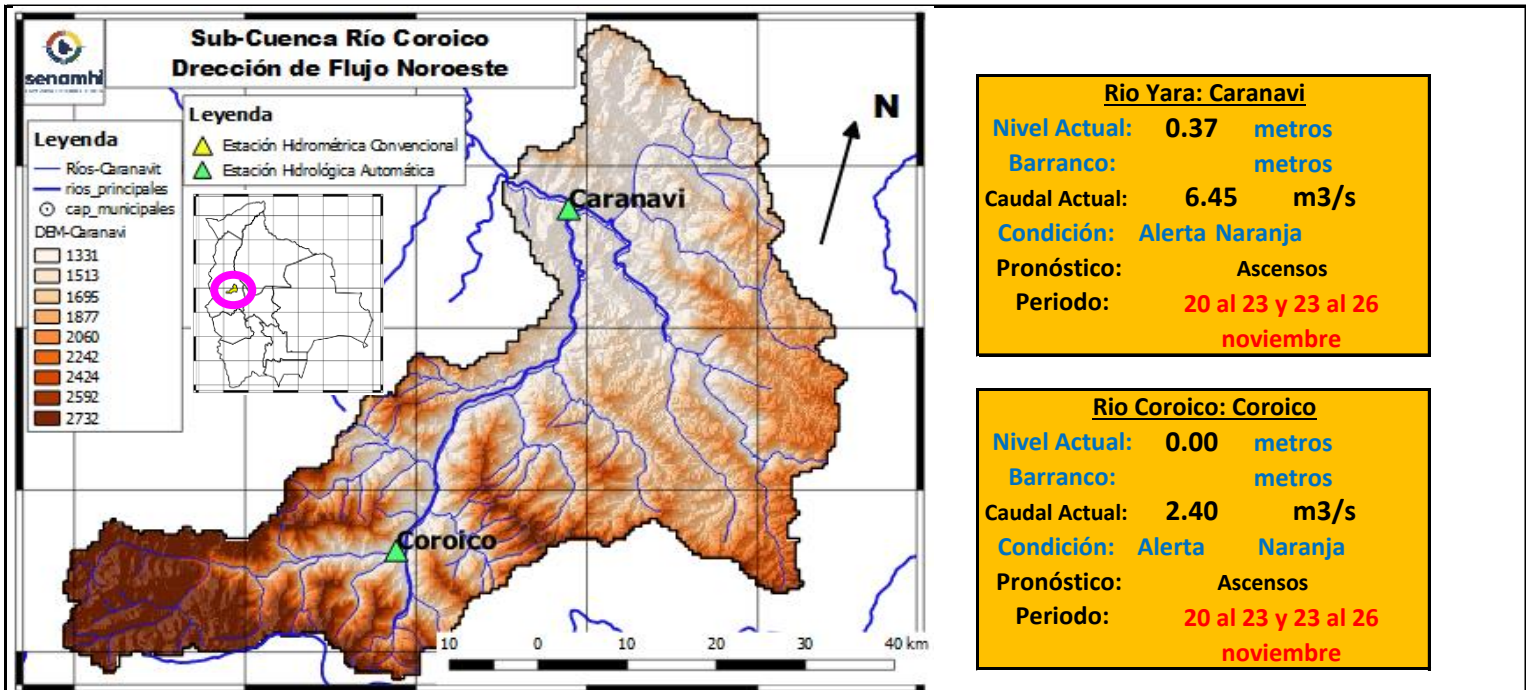 senamhi
Sub-Cuenca Río Coroico
Drección de Flujo Noroeste
Leyenda
Estación Hidrométrica Convencional
Estación Hidrológica Automática
Leyenda
Ríos-Caranavit
rios_principales
cap_municipales
DEM-Caranavi
1331
1513
1695
1877
2060
2242
2424
2592
2732
N
Caranavi
Coroico
10 0 10 20 30 40 km
Rio Yara: Caranavi
Nivel Actual: 0.37 metros
Barranco: metros
Caudal Actual: 6.45 m3/s
Condición: Alerta Naranja
Pronóstico: Ascensos
Periodo: 20 al 23 y 23 al 26
noviembre
Rio Coroico: Coroico
Nivel Actual: 0.00 metros
Barranco: metros
Caudal Actual: 2.40 m3/s
Condición: Alerta Naranja
Pronóstico: Ascensos
Periodo: 20 al 23 y 23 al 26
noviembre